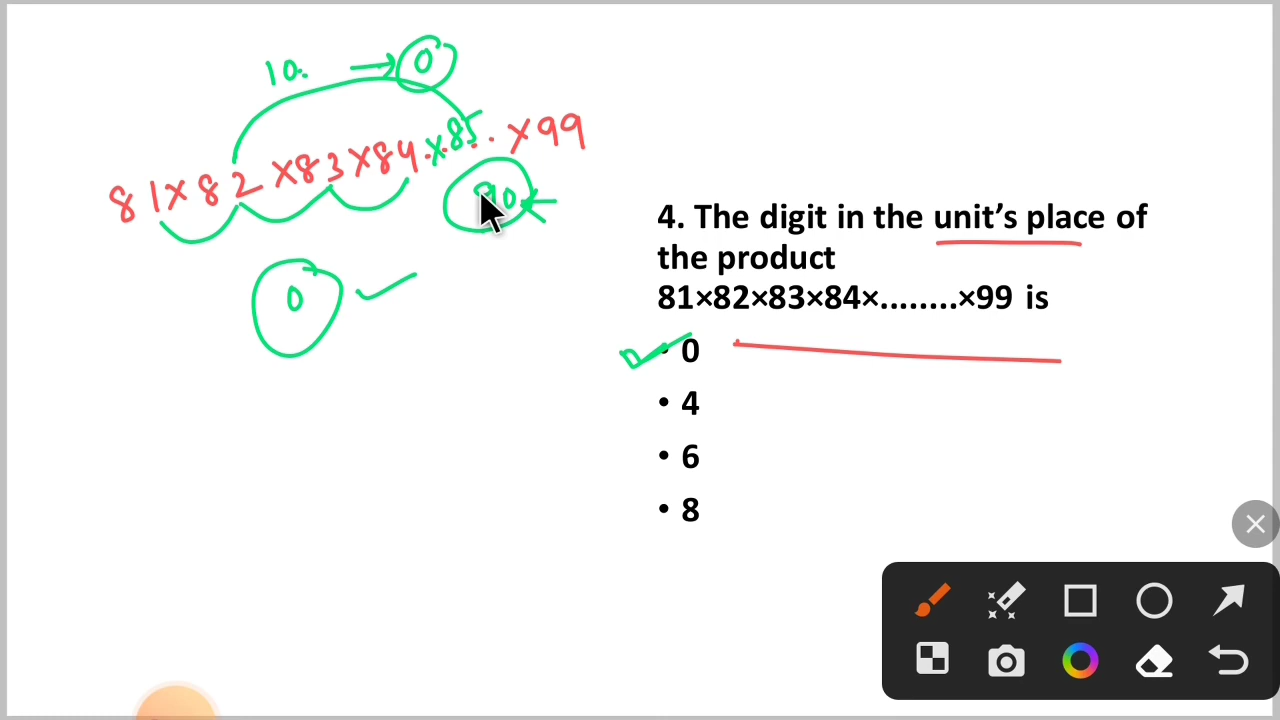 10. → 0
81×82×83×84..×85..×99
90
0
4. The digit in the unit’s place of
the product
81×82×83×84×........×99 is
• 0
• 4
• 6
• 8